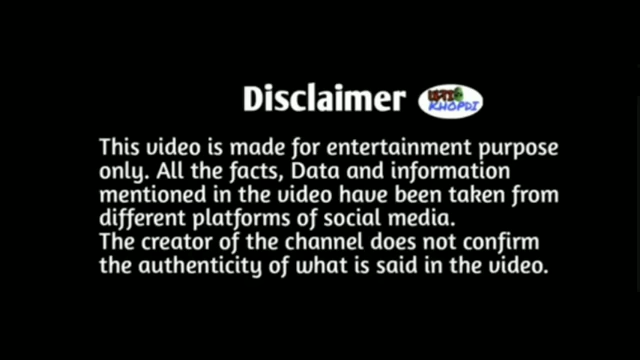 Disclaimer
ULTI
KHOPDI
This video is made for entertainment purpose
only. All the facts, Data and information
mentioned in the video have been taken from
different platforms of social media.
The creator of the channel does not confirm
the authenticity of what is said in the video.